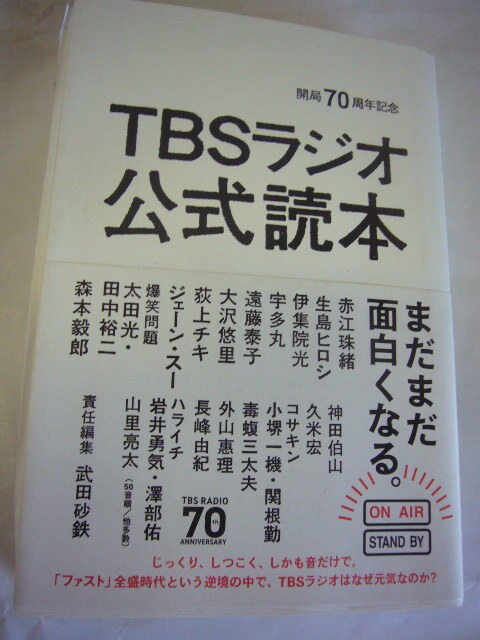 開局70周年記念
TBSラジオ
公式読本
まだまだ
面白くなる。
赤江珠緒
生島ヒロシ
伊集院光
宇多丸
遠藤泰子
大沢悠里
荻上チキ
ジェーン・スー
爆笑問題
太田光・
田中裕二
森本毅郎
神田伯山
久米宏
コサキン
小堺一機・関根勤
毒蝮三太夫
外山惠理
長峰由紀
ハライチ
岩井勇気・澤部佑
山里亮太(50音順/他多数)
責任編集 武田砂鉄
TBS RADIO
70th
ANNIVERSARY
ON AIR
STAND BY
じっくり、しつこく、しかも音だけで。
「ファスト」全盛時代という逆境の中で、TBSラジオはなぜ元気なのか?